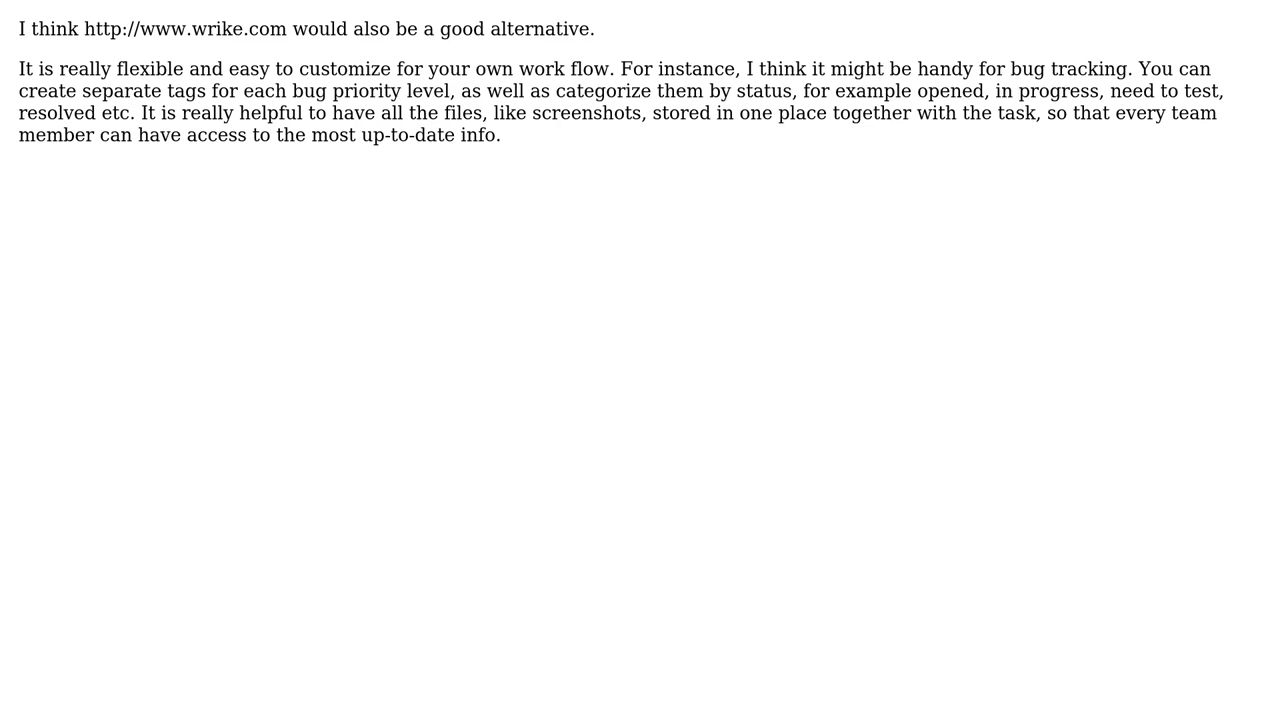 I think http://www.wrike.com would also be a good alternative.
It is really flexible and easy to customize for your own work flow. For instance, I think it might be handy for bug tracking. You can
create separate tags for each bug priority level, as well as categorize them by status, for example opened, in progress, need to test,
resolved etc. It is really helpful to have all the files, like screenshots, stored in one place together with the task, so that every team
member can have access to the most up-to-date info.